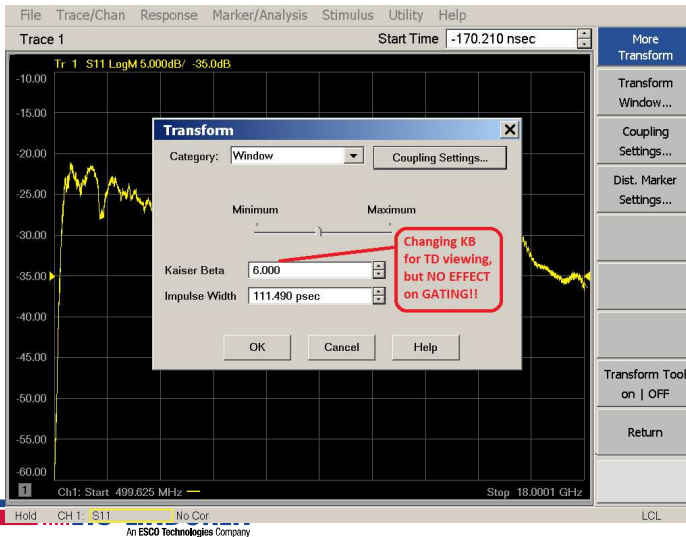 File Trace/Chan Response Marker/Analysis Stimulus Utility Help
Trace 1
Start Time -170.210 nsec
More Transform
Transform Window...
Coupling Settings...
Dist. Marker Settings...
Transform Tool on | OFF
Return
Tr 1 S11 LogM 5.000dB/ -35.0dB
-10.00
-15.00
-20.00
-25.00
-30.00
-35.00
-40.00
-45.00
-50.00
-55.00
-60.00
Transform
Category: Window Coupling Settings...
Minimum Maximum
Changing KB
for TD viewing,
but NO EFFECT
on GATING!!
Kaiser Beta 6.000
Impulse Width 111.490 psec
OK Cancel Help
1 Ch1: Start 499.625 MHz Stop 18.0001 GHz
Hold CH 1: S11 No Cor LCL
An ESCO Technologies Company